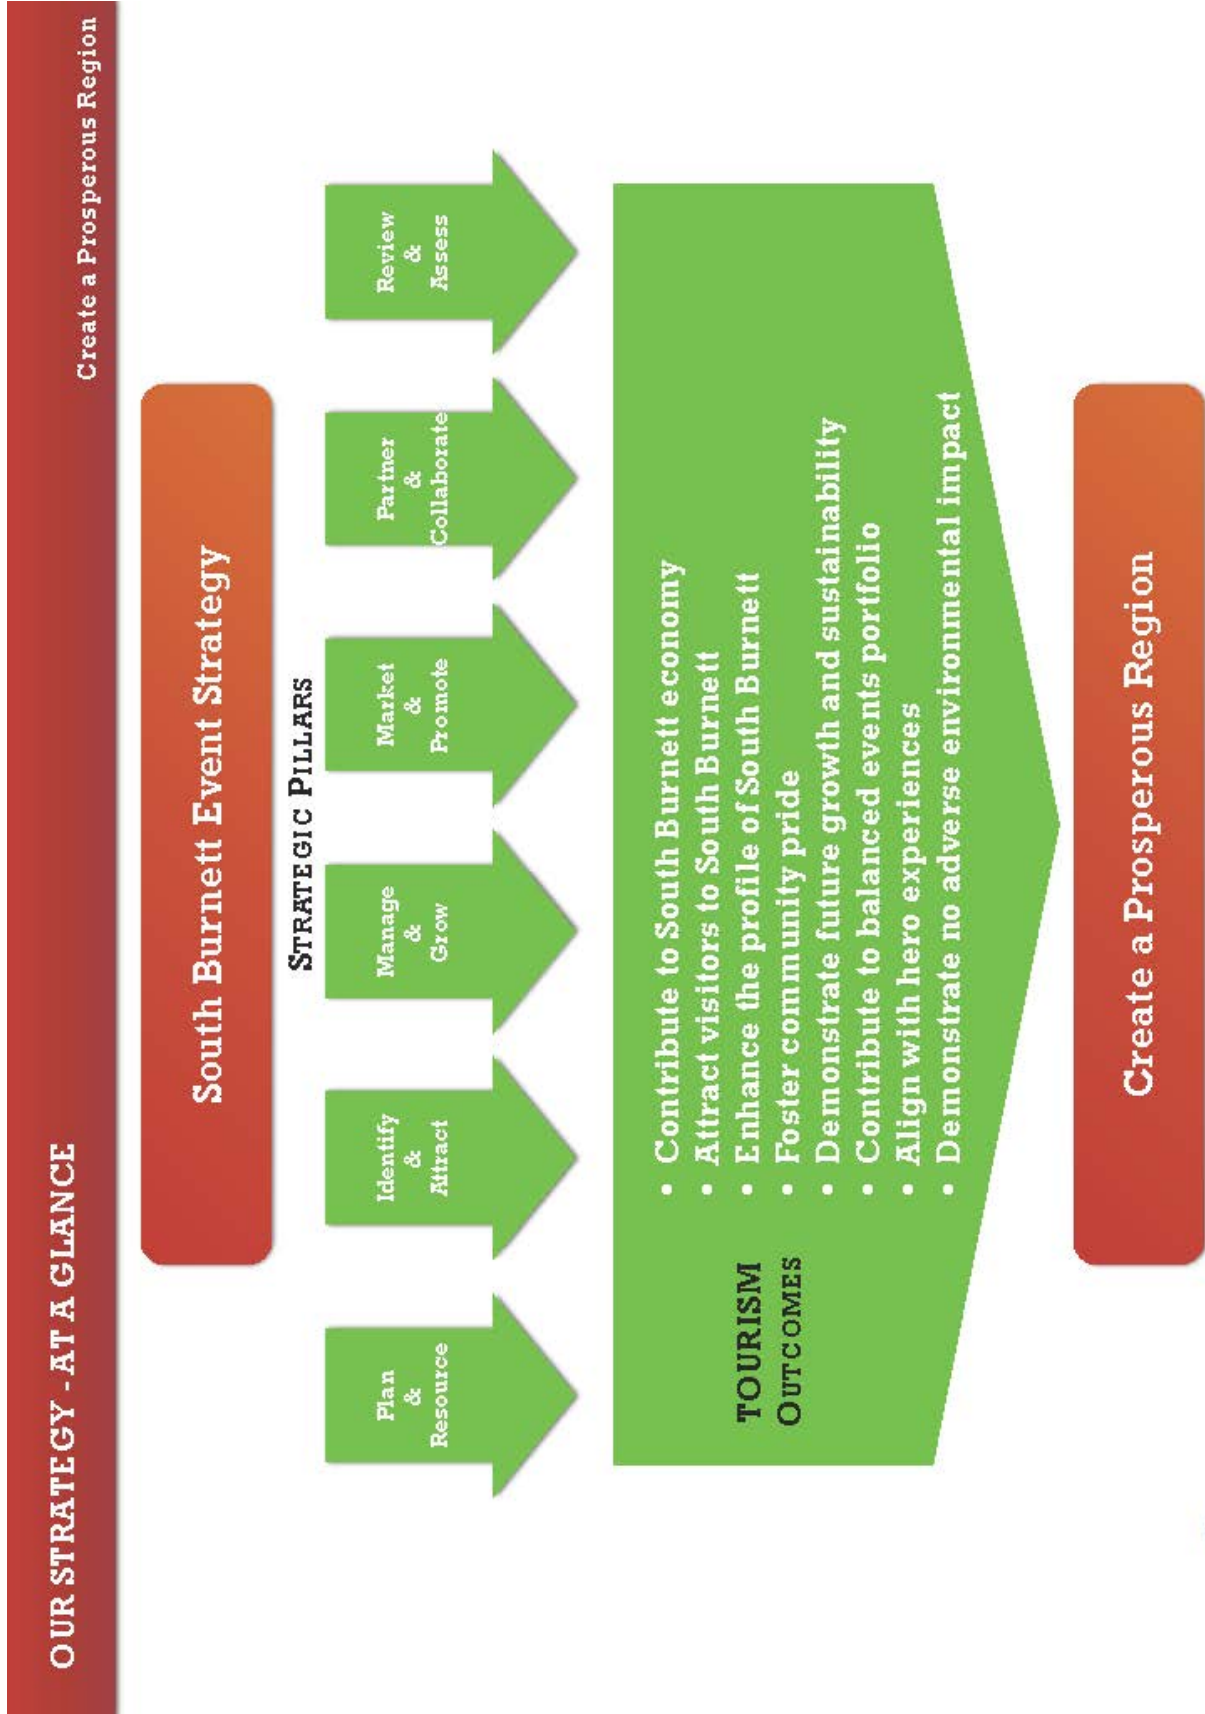 OUR STRATEGY - AT A GLANCE
Create a Prosperous Region
South Burnett Event Strategy
STRATEGIC PILLARS
Plan
&
Resource
Identify
&
Attract
Manage
&
Grow
Market
&
Promote
Partner
&
Collaborate
Review
&
Assess
TOURISM
OUTCOMES
• Contribute to South Burnett economy
• Attract visitors to South Burnett
• Enhance the profile of South Burnett
• Foster community pride
• Demonstrate future growth and sustainability
• Contribute to balanced events portfolio
• Align with hero experiences
• Demonstrate no adverse environmental impact
Create a Prosperous Region